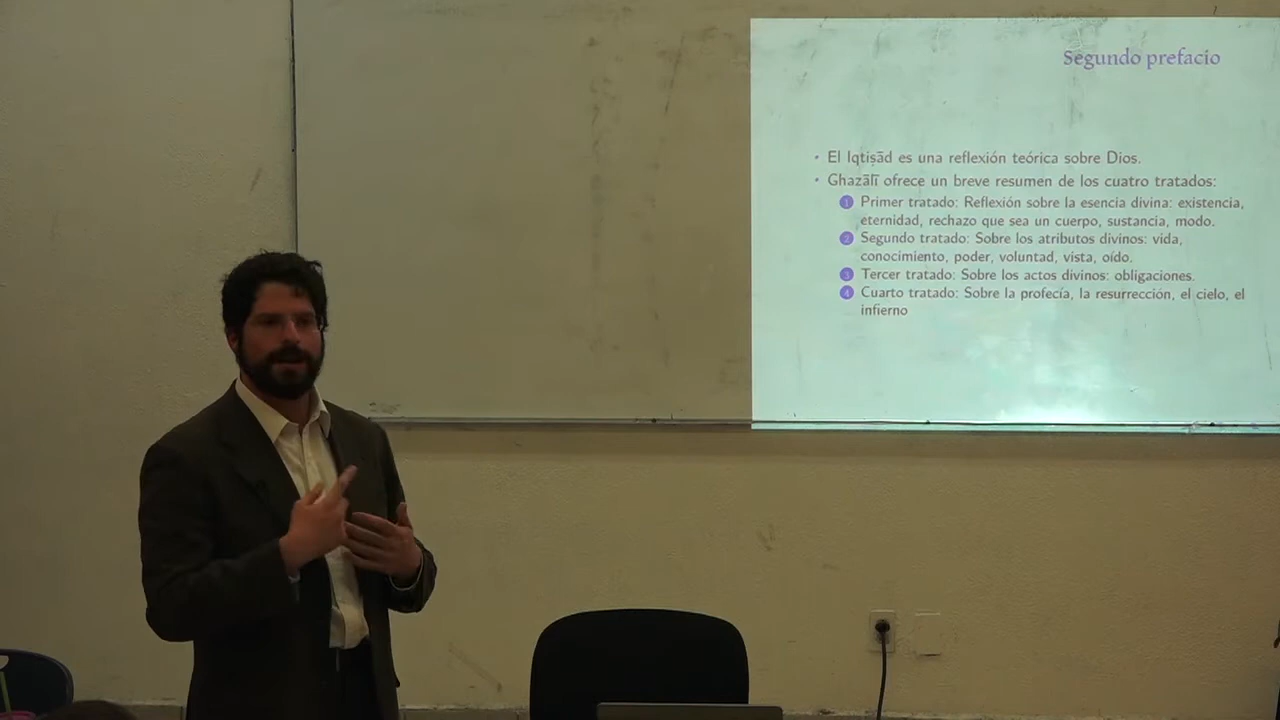 Segundo prefacio
• El Iqtiṣād es una reflexión teórica sobre Dios.
• Ghazālī ofrece un breve resumen de los cuatro tratados:
1 Primer tratado: Reflexión sobre la esencia divina: existencia,
eternidad, rechazo que sea un cuerpo, sustancia, modo.
2 Segundo tratado: Sobre los atributos divinos: vida,
conocimiento, poder, voluntad, vista, oído.
3 Tercer tratado: Sobre los actos divinos: obligaciones.
4 Cuarto tratado: Sobre la profecía, la resurrección, el cielo, el
infierno